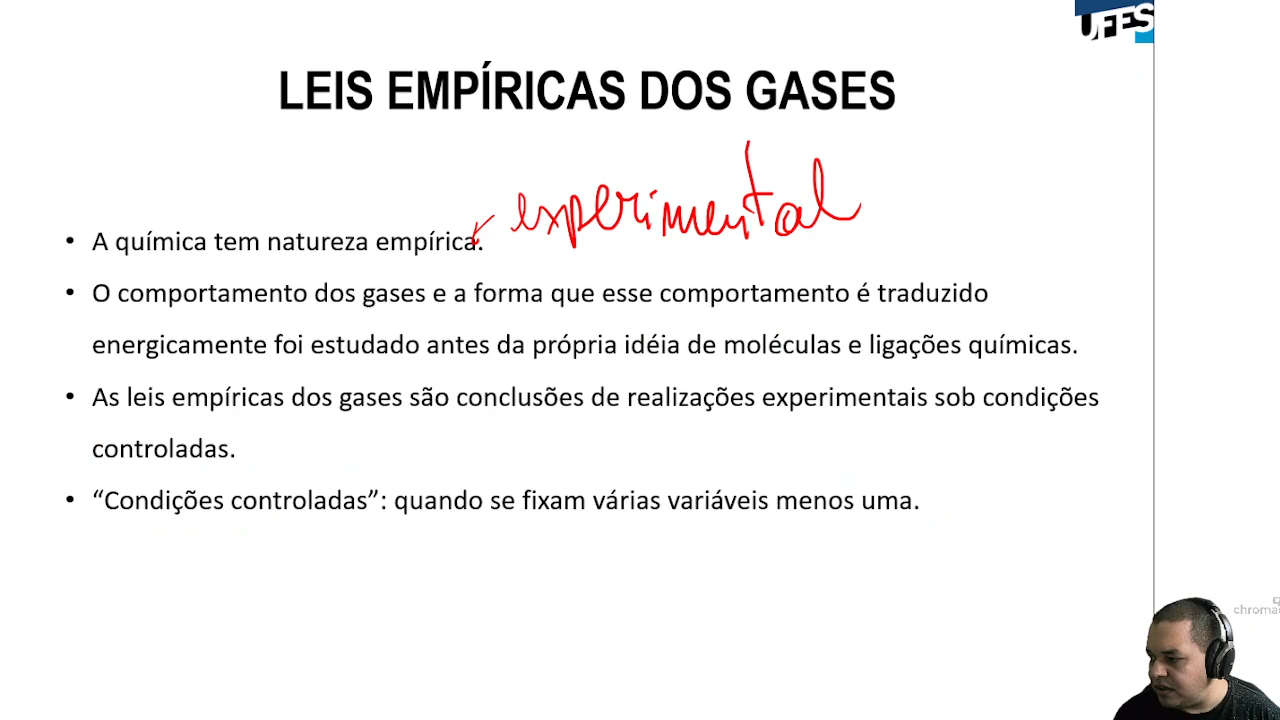 UFES
LEIS EMPÍRICAS DOS GASES
experimental
• A química tem natureza empírica.
• O comportamento dos gases e a forma que esse comportamento é traduzido
energicamente foi estudado antes da própria idéia de moléculas e ligações químicas.
• As leis empíricas dos gases são conclusões de realizações experimentais sob condições
controladas.
• “Condições controladas”: quando se fixam várias variáveis menos uma.